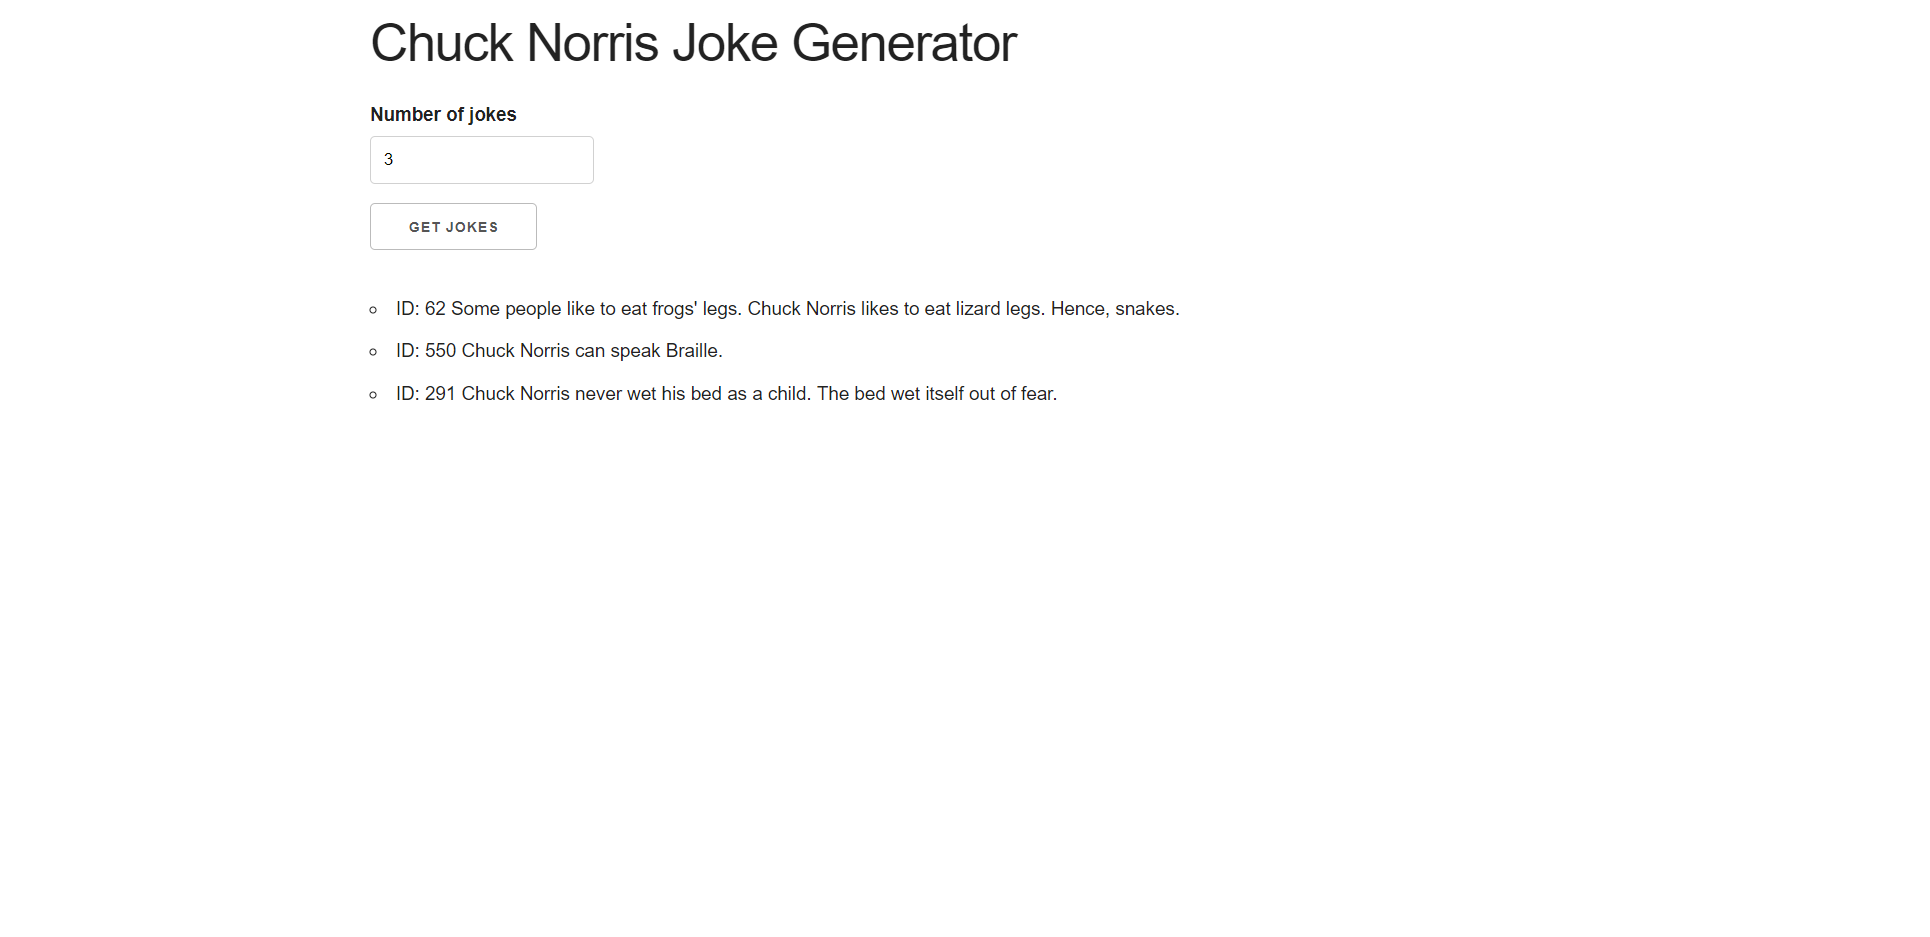 Chuck Norris Joke Generator
Number of jokes
3
GET JOKES
ID: 62 Some people like to eat frogs' legs. Chuck Norris likes to eat lizard legs. Hence, snakes.
ID: 550 Chuck Norris can speak Braille.
ID: 291 Chuck Norris never wet his bed as a child. The bed wet itself out of fear.